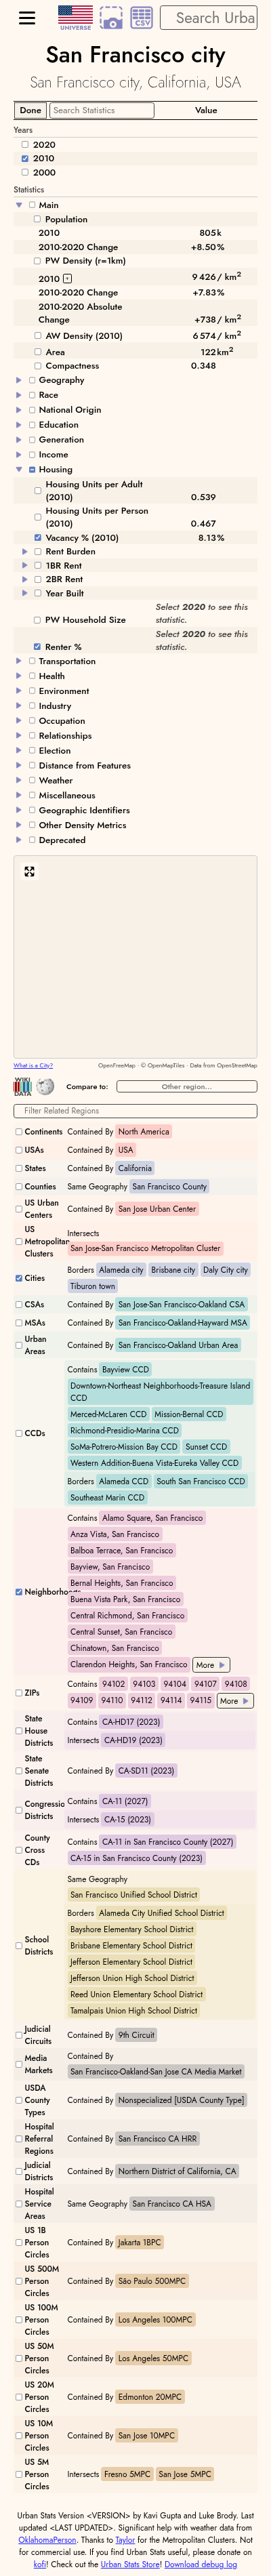 UNIVERSE
CSV
Search Urba
San Francisco city
San Francisco city, California, USA
Done Search Statistics Value
Years
2020
2010
2000
Statistics
Main
Population
2010 805k
2010-2020 Change +8.50%
PW Density (r=1km)
2010 9 426 / km2
2010-2020 Change +7.83%
2010-2020 Absolute
Change +738 / km2
AW Density (2010) 6 574 / km2
Area 122km2
Compactness 0.348
Geography
Race
National Origin
Education
Generation
Income
Housing
Housing Units per Adult
(2010) 0.539
Housing Units per Person
(2010) 0.467
Vacancy % (2010) 8.13%
Rent Burden
1BR Rent
2BR Rent
Year Built
PW Household Size Select 2020 to see this
statistic.
Renter % Select 2020 to see this
statistic.
Transportation
Health
Environment
Industry
Occupation
Relationships
Election
Distance from Features
Weather
Miscellaneous
Geographic Identifiers
Other Density Metrics
Deprecated
What is a City? OpenFreeMap · © OpenMapTiles · Data from OpenStreetMap
WIKI DATA Compare to: Other region...
Filter Related Regions
Continents Contained By North America
USAs Contained By USA
States Contained By California
Counties Same Geography San Francisco County
US Urban Centers Contained By San Jose Urban Center
US Metropolitan Clusters Intersects
San Jose-San Francisco Metropolitan Cluster
Cities Borders Alameda city Brisbane city Daly City city
Tiburon town
CSAs Contained By San Jose-San Francisco-Oakland CSA
MSAs Contained By San Francisco-Oakland-Hayward MSA
Urban Areas Contained By San Francisco-Oakland Urban Area
CCDs Contains Bayview CCD
Downtown-Northeast Neighborhoods-Treasure Island
CCD
Merced-McLaren CCD Mission-Bernal CCD
Richmond-Presidio-Marina CCD
SoMa-Potrero-Mission Bay CCD Sunset CCD
Western Addition-Buena Vista-Eureka Valley CCD
Borders Alameda CCD South San Francisco CCD
Southeast Marin CCD
Neighborhoods Contains Alamo Square, San Francisco
Anza Vista, San Francisco
Balboa Terrace, San Francisco
Bayview, San Francisco
Bernal Heights, San Francisco
Buena Vista Park, San Francisco
Central Richmond, San Francisco
Central Sunset, San Francisco
Chinatown, San Francisco
Clarendon Heights, San Francisco More
ZIPs Contains 94102 94103 94104 94107 94108
94109 94110 94112 94114 94115 More
State House Districts Contains CA-HD17 (2023)
Intersects CA-HD19 (2023)
State Senate Districts Contained By CA-SD11 (2023)
Congressio Districts Contains CA-11 (2027)
Intersects CA-15 (2023)
County Cross CDs Contains CA-11 in San Francisco County (2027)
CA-15 in San Francisco County (2023)
School Districts Same Geography
San Francisco Unified School District
Borders Alameda City Unified School District
Bayshore Elementary School District
Brisbane Elementary School District
Jefferson Elementary School District
Jefferson Union High School District
Reed Union Elementary School District
Tamalpais Union High School District
Judicial Circuits Contained By 9th Circuit
Media Markets Contained By
San Francisco-Oakland-San Jose CA Media Market
USDA County Types Contained By Nonspecialized [USDA County Type]
Hospital Referral Regions Contained By San Francisco CA HRR
Judicial Districts Contained By Northern District of California, CA
Hospital Service Areas Same Geography San Francisco CA HSA
US 1B Person Circles Contained By Jakarta 1BPC
US 500M Person Circles Contained By São Paulo 500MPC
US 100M Person Circles Contained By Los Angeles 100MPC
US 50M Person Circles Contained By Los Angeles 50MPC
US 20M Person Circles Contained By Edmonton 20MPC
US 10M Person Circles Contained By San Jose 10MPC
US 5M Person Circles Intersects Fresno 5MPC San Jose 5MPC
Urban Stats Version <VERSION> by Kavi Gupta and Luke Brody. Last
updated <LAST UPDATED>. Significant help with weather data from
OklahomaPerson. Thanks to Taylor for the Metropolitan Clusters. Not
for commercial use. If you find Urban Stats useful, please consider donating on
kofi! Check out the Urban Stats Store! Download debug log